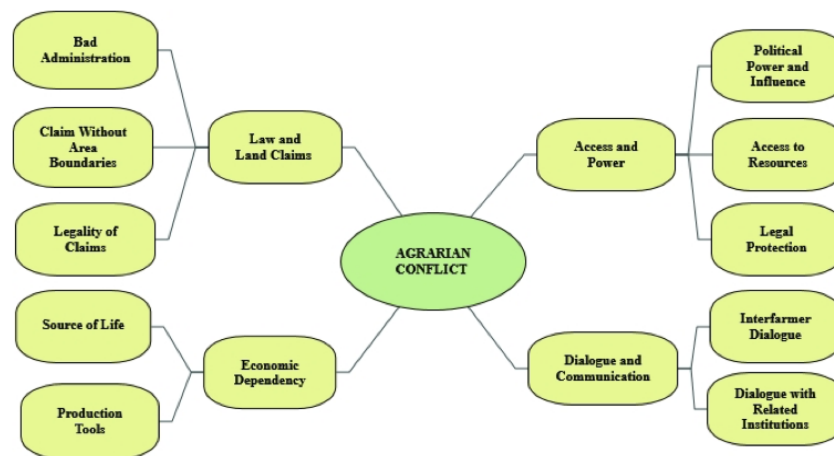 Bad
Administration
Claim Without
Area
Boundaries
Legality of
Claims
Law and
Land Claims
Source of Life
Production
Tools
Economic
Dependency
AGRARIAN
CONFLICT
Access and
Power
Political
Power and
Influence
Access to
Resources
Legal
Protection
Dialogue and
Communication
Interfarmer
Dialogue
Dialogue with
Related
Institutions